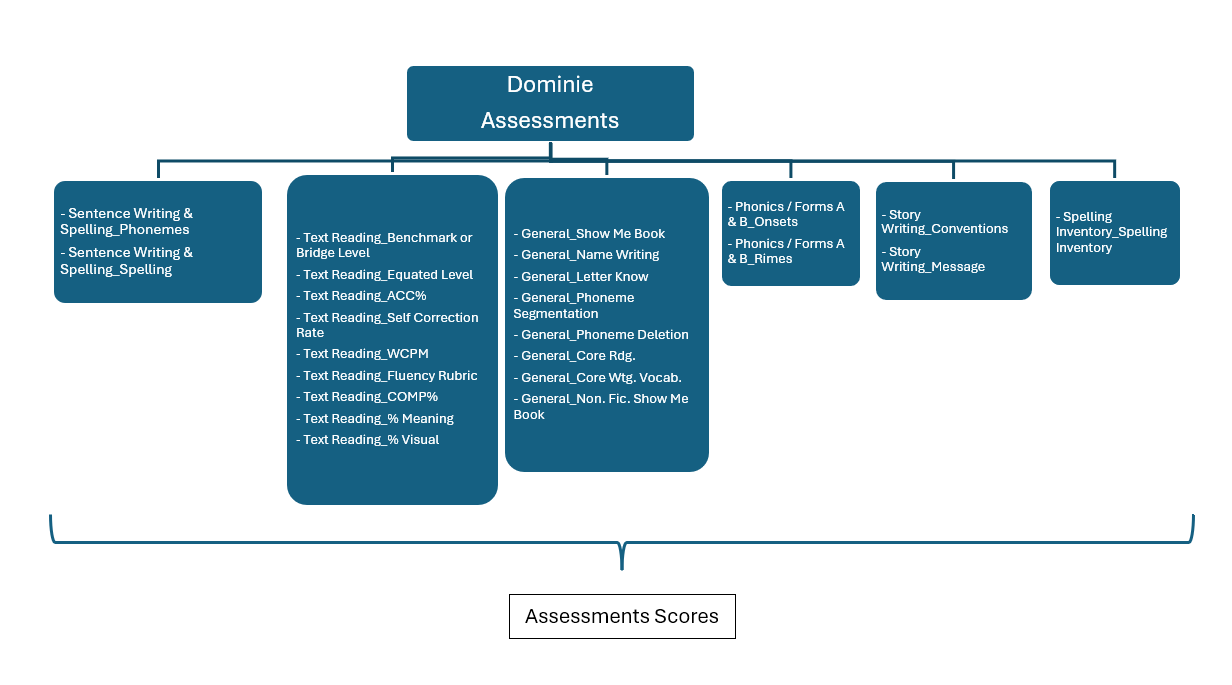 Dominie
Assessments
- Sentence Writing &
Spelling_Phonemes
- Sentence Writing &
Spelling_Spelling
- Text Reading_Benchmark or
Bridge Level
- Text Reading_Equated Level
- Text Reading_ACC%
- Text Reading_Self Correction
Rate
- Text Reading_WCPM
- Text Reading_Fluency Rubric
- Text Reading_COMP%
- Text Reading_% Meaning
- Text Reading_% Visual
- General_Show Me Book
- General_Name Writing
- General_Letter Know
- General_Phoneme
Segmentation
- General_Phoneme Deletion
- General_Core Rdg.
- General_Core Wtg. Vocab.
- General_Non. Fic. Show Me
Book
- Phonics / Forms A
& B_Onsets
- Phonics / Forms A
& B_Rimes
- Story
Writing_Conventions
- Story
Writing_Message
- Spelling
Inventory_Spelling
Inventory
Assessments Scores